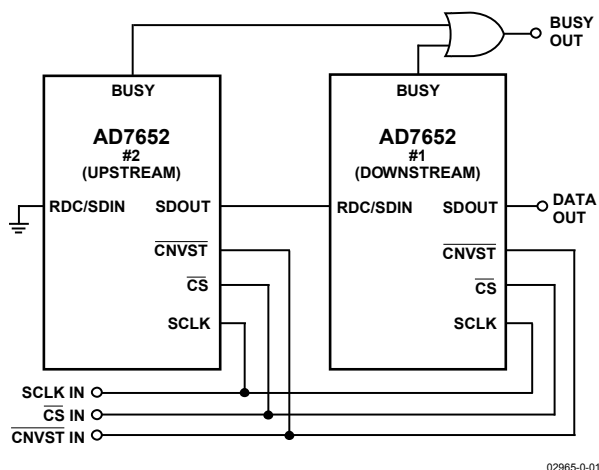 BUSY
OUT
BUSY
BUSY
AD7652
#2
(UPSTREAM)
AD7652
#1
(DOWNSTREAM)
RDC/SDIN
SDOUT
RDC/SDIN
SDOUT
DATA
OUT
CNVST
CNVST
CS
CS
SCLK
SCLK
SCLK IN
CS IN
CNVST IN
02965-0-01